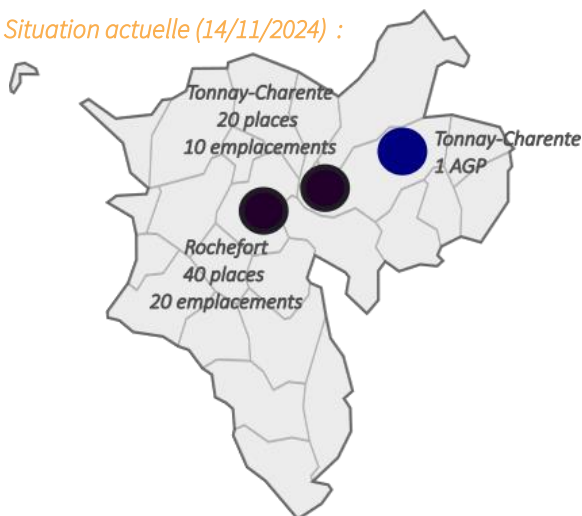 Situation actuelle (14/11/2024) :
Tonnay-Charente
20 places
10 emplacements
Tonnay-Charente
1 AGP
Rochefort
40 places
20 emplacements